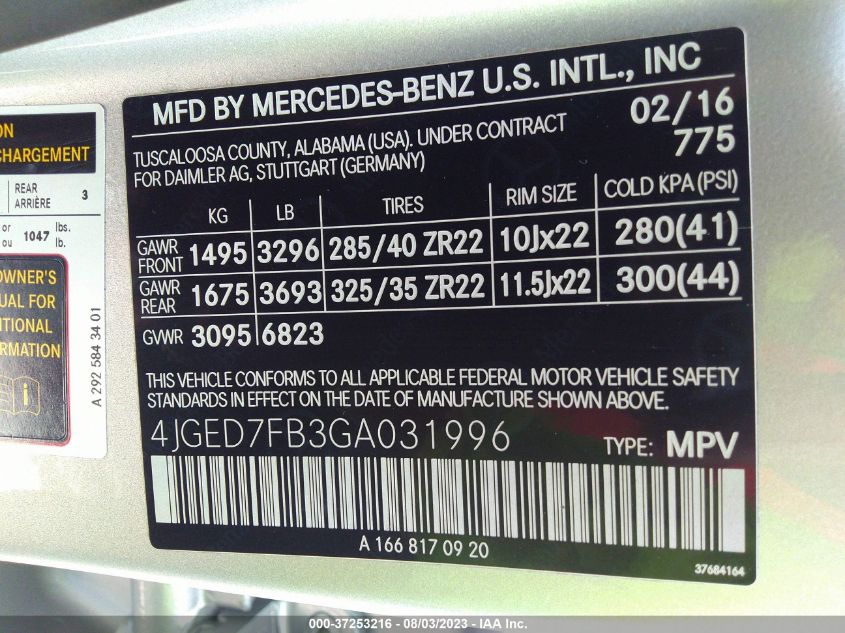 ON
CHARGEMENT
REAR
ARRIÈRE 3
or
ou 1047 lbs.
lb.
OWNER'S
UAL FOR
ITIONAL
ORMATION
A 292 584 34 01
MFD BY MERCEDES-BENZ U.S. INTL., INC
TUSCALOOSA COUNTY, ALABAMA (USA). UNDER CONTRACT
FOR DAIMLER AG, STUTTGART (GERMANY)
02/16
775
KG LB TIRES RIM SIZE COLD KPA (PSI)
GAWR
FRONT 1495 3296 285/40 ZR22 10Jx22 280(41)
GAWR
REAR 1675 3693 325/35 ZR22 11.5Jx22 300(44)
GVWR 3095 6823
THIS VEHICLE CONFORMS TO ALL APPLICABLE FEDERAL MOTOR VEHICLE SAFETY
STANDARDS IN EFFECT ON THE DATE OF MANUFACTURE SHOWN ABOVE.
4JGED7FB3GA031996 TYPE: MPV
A 166 817 09 20
37684164
000-37253216 - 08/03/2023 - IAA Inc.